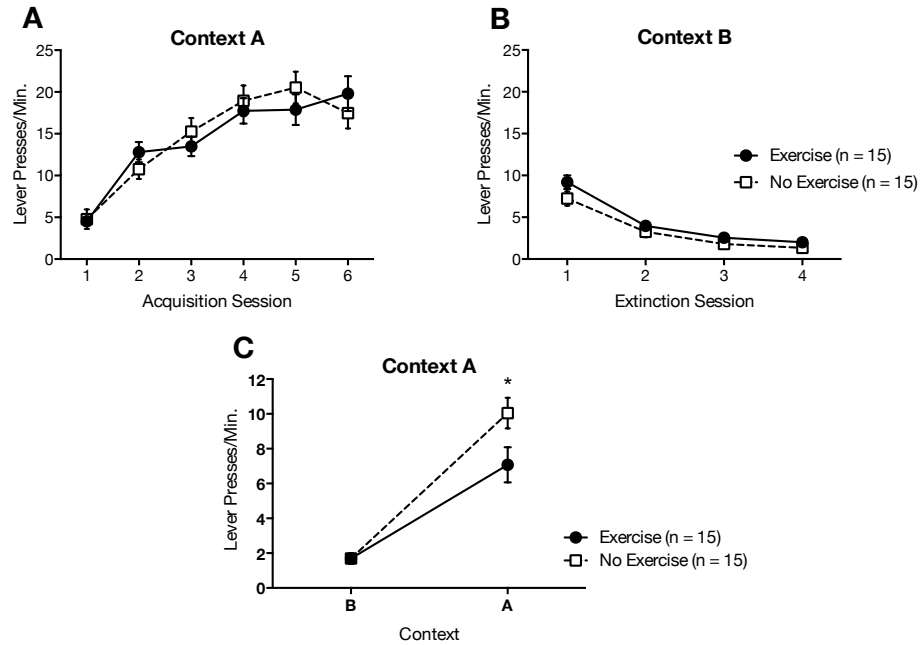 A
Context A
25
20
15
10
5
0
Lever Presses/Min.
1 2 3 4 5 6
Acquisition Session
B
Context B
25
20
15
10
5
0
Lever Presses/Min.
1 2 3 4
Extinction Session
Exercise (n = 15)
No Exercise (n = 15)
C
Context A
12
10
8
6
4
2
0
Lever Presses/Min.
*
B A
Context
Exercise (n = 15)
No Exercise (n = 15)